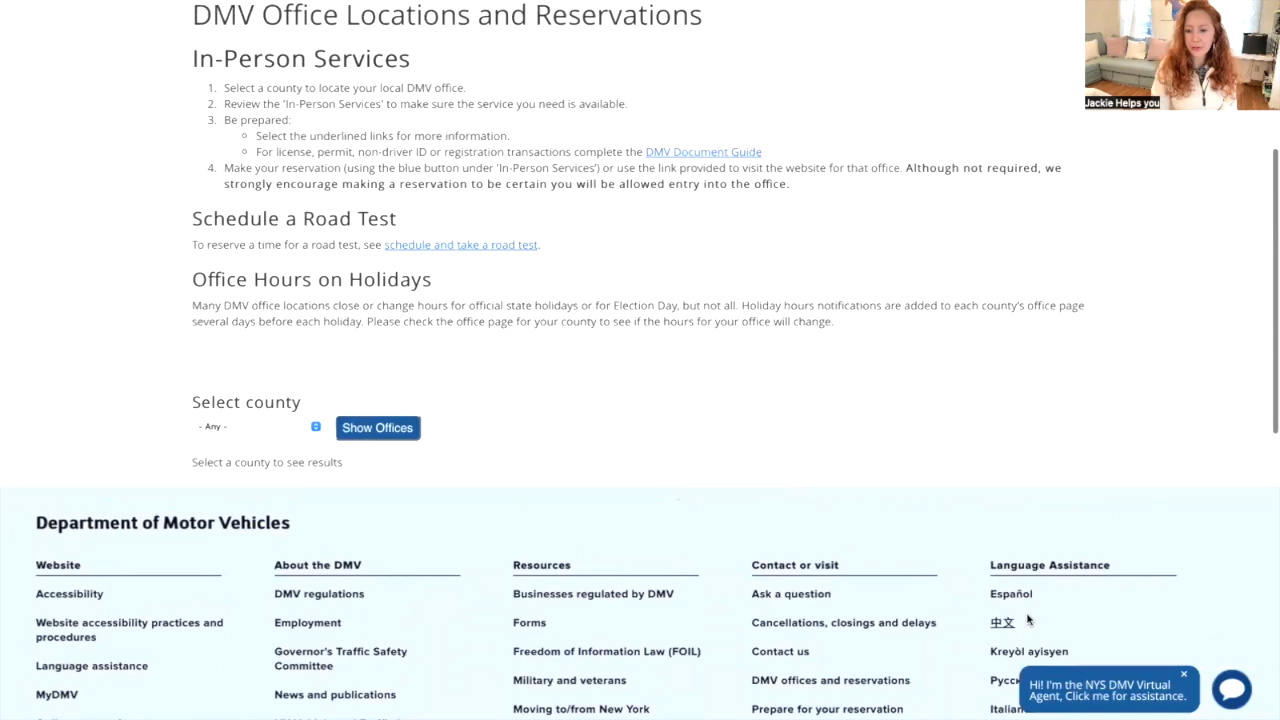 DMV Office Locations and Reservations
In-Person Services
1. Select a county to locate your local DMV office.
2. Review the 'In-Person Services' to make sure the service you need is available.
3. Be prepared:
Select the underlined links for more information.
For license, permit, non-driver ID or registration transactions complete the DMV Document Guide
4. Make your reservation (using the blue button under 'In-Person Services') or use the link provided to visit the website for that office. Although not required, we
strongly encourage making a reservation to be certain you will be allowed entry into the office.
Schedule a Road Test
To reserve a time for a road test, see schedule and take a road test.
Office Hours on Holidays
Many DMV office locations close or change hours for official state holidays or for Election Day, but not all. Holiday hours notifications are added to each county's office page
several days before each holiday. Please check the office page for your county to see if the hours for your office will change.
Select county
- Any -
Show Offices
Select a county to see results
Jackie Helps you
Department of Motor Vehicles
Website
Accessibility
Website accessibility practices and
procedures
Language assistance
MyDMV
About the DMV
DMV regulations
Employment
Governor's Traffic Safety
Committee
News and publications
Resources
Businesses regulated by DMV
Forms
Freedom of Information Law (FOIL)
Military and veterans
Moving to/from New York
Contact or visit
Ask a question
Cancellations, closings and delays
Contact us
DMV offices and reservations
Prepare for your reservation
Language Assistance
Español
中文
Kreyòl ayisyen
Hi! I'm the NYS DMV Virtual
Agent, Click me for assistance.